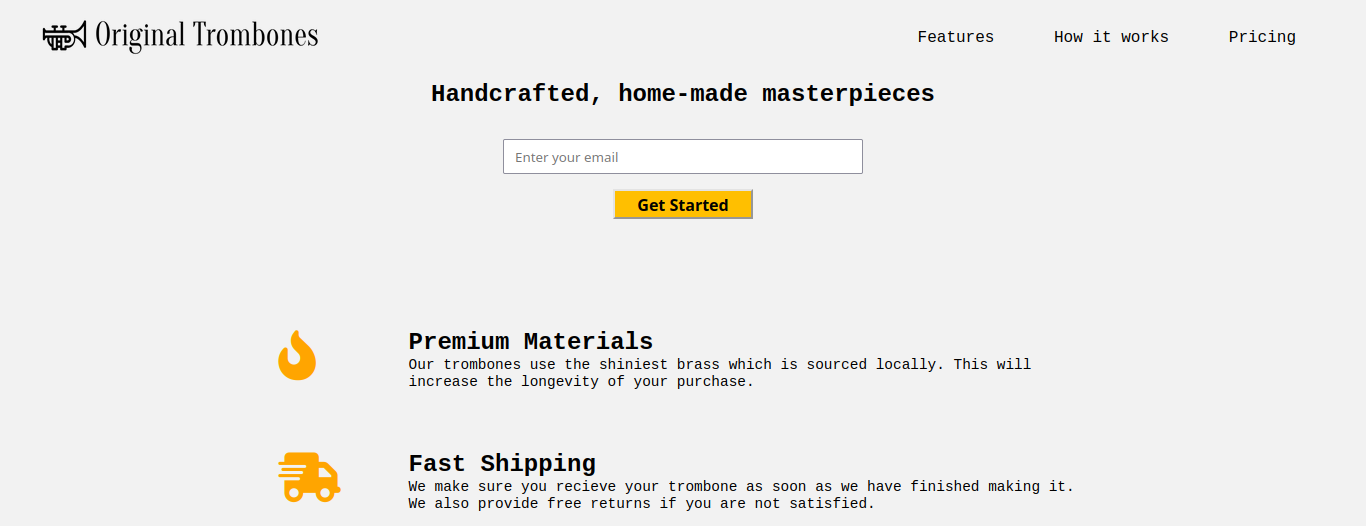 Original Trombones
Features
How it works
Pricing
Handcrafted, home-made masterpieces
Enter your email
Get Started
Premium Materials
Our trombones use the shiniest brass which is sourced locally. This will
increase the longevity of your purchase.
Fast Shipping
We make sure you recieve your trombone as soon as we have finished making it.
We also provide free returns if you are not satisfied.